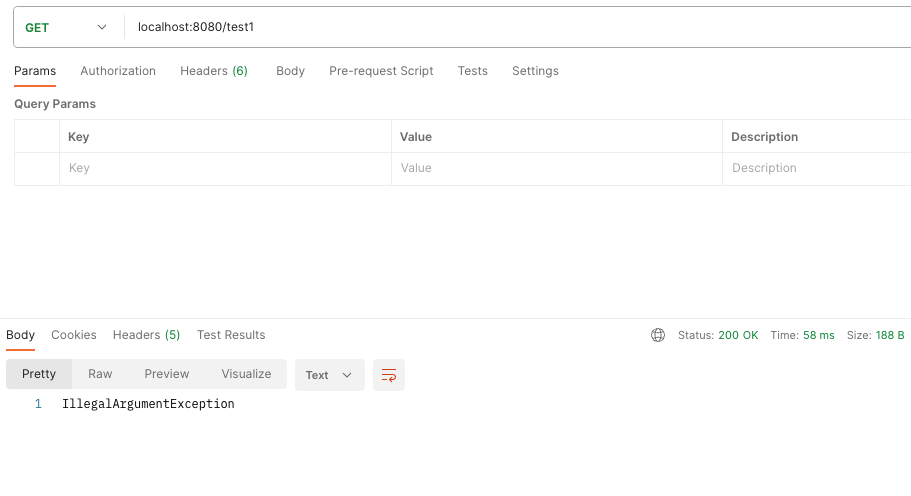 GET localhost:8080/test1
Params Authorization Headers (6) Body Pre-request Script Tests Settings
Query Params
Key Value Description
Key Value Description
Body Cookies Headers (5) Test Results Status: 200 OK Time: 58 ms Size: 188 B
Pretty Raw Preview Visualize Text
1 IllegalArgumentException